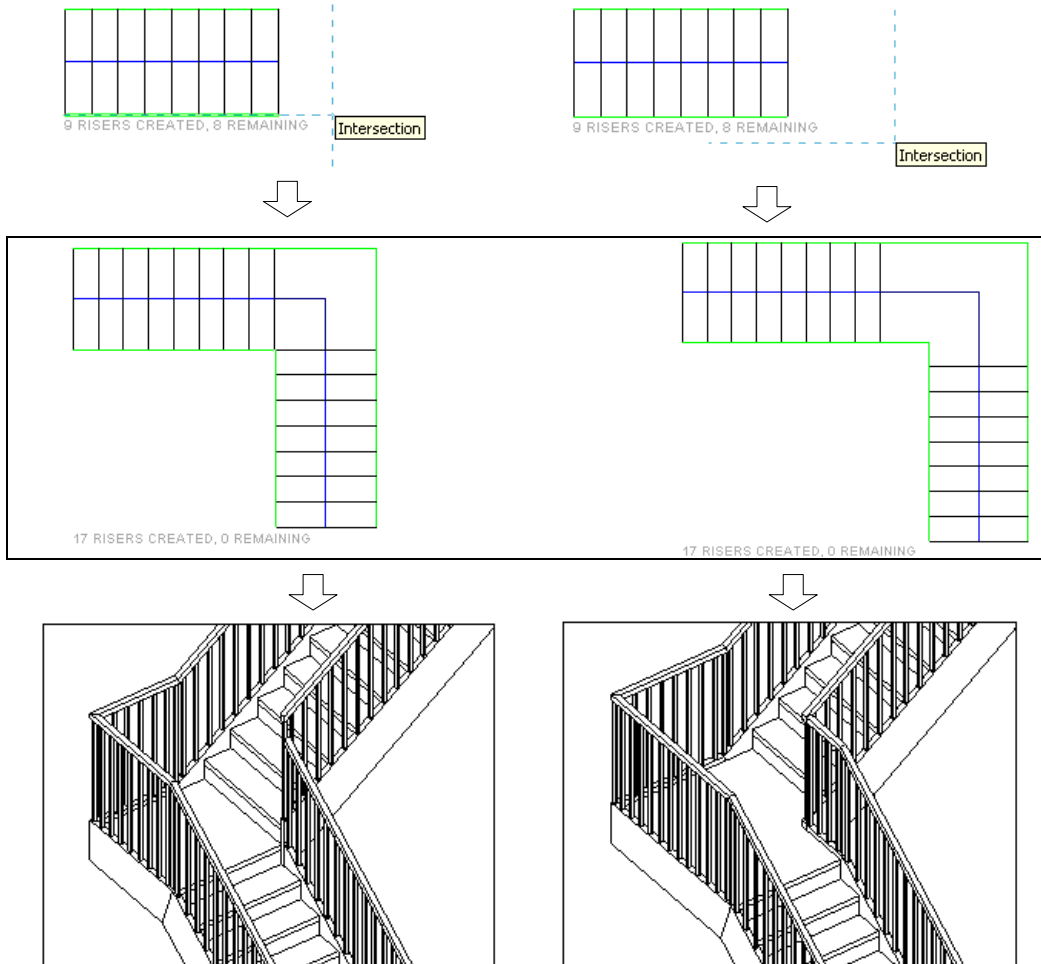 9 RISERS CREATED, 8 REMAINING
Intersection
9 RISERS CREATED, 8 REMAINING
Intersection
17 RISERS CREATED, 0 REMAINING
17 RISERS CREATED, 0 REMAINING